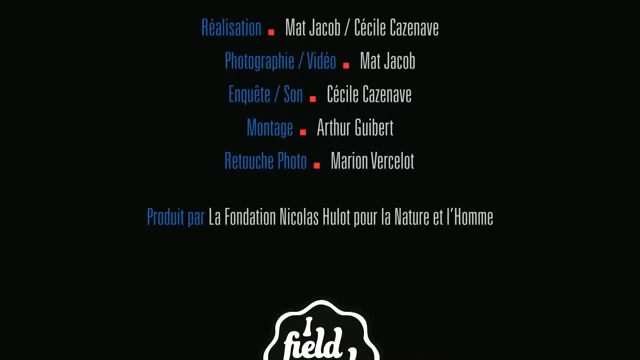 Réalisation ■ Mat Jacob / Cécile Cazenave
Photographie / Vidéo ■ Mat Jacob
Enquête / Son ■ Cécile Cazenave
Montage ■ Arthur Guibert
Retouche Photo ■ Marion Vercelot
Produit par La Fondation Nicolas Hulot pour la Nature et l'Homme
I
field